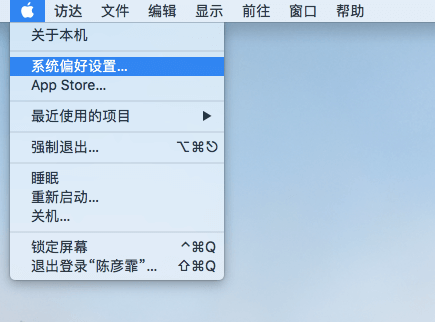 访达 文件 编辑 显示 前往 窗口 帮助
关于本机
系统偏好设置...
App Store...
最近使用的项目 ▶
强制退出... ⌥⌘⎋
睡眠
重新启动...
关机...
锁定屏幕 ^⌘Q
退出登录“陈彦霏”... ⇧⌘Q